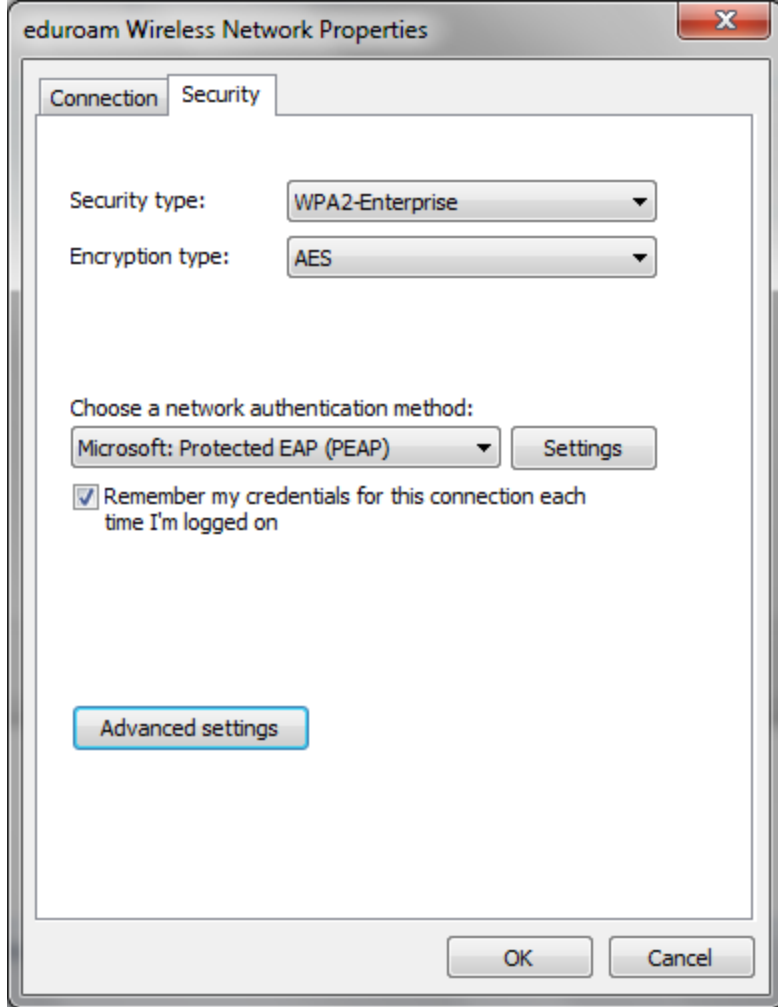 eduroam Wireless Network Properties
Connection
Security
Security type:
WPA2-Enterprise
Encryption type:
AES
Choose a network authentication method:
Microsoft: Protected EAP (PEAP)
Settings
Remember my credentials for this connection each
time I'm logged on
Advanced settings
OK
Cancel